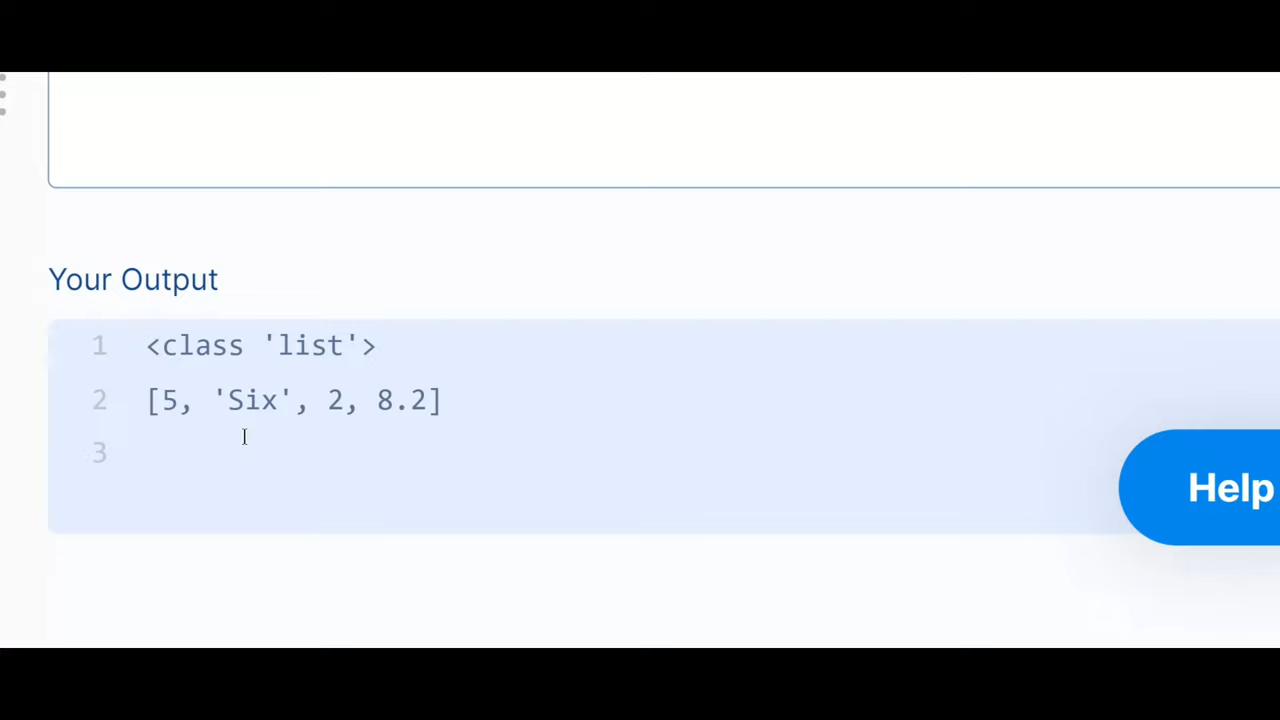 Your Output
1 <class 'list'>
2 [5, 'Six', 2, 8.2]
3
Help